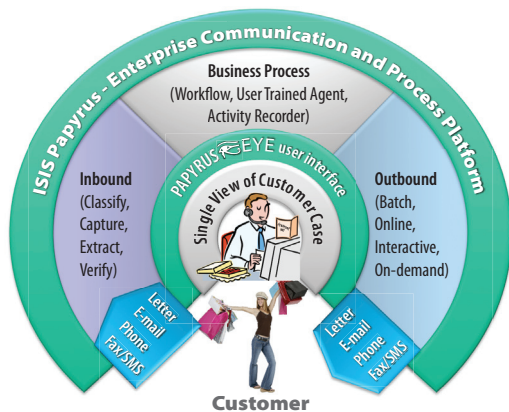 ISIS Papyrus - Enterprise Communication and Process Platform
Business Process
(Workflow, User Trained Agent,
Activity Recorder)
PAPYRUS EYE user interface
Single View of Customer Case
Inbound
(Classify,
Capture,
Extract,
Verify)
Outbound
(Batch,
Online,
Interactive,
On-demand)
Letter
E-mail
Phone
Fax/SMS
Letter
E-mail
Phone
Fax/SMS
Customer